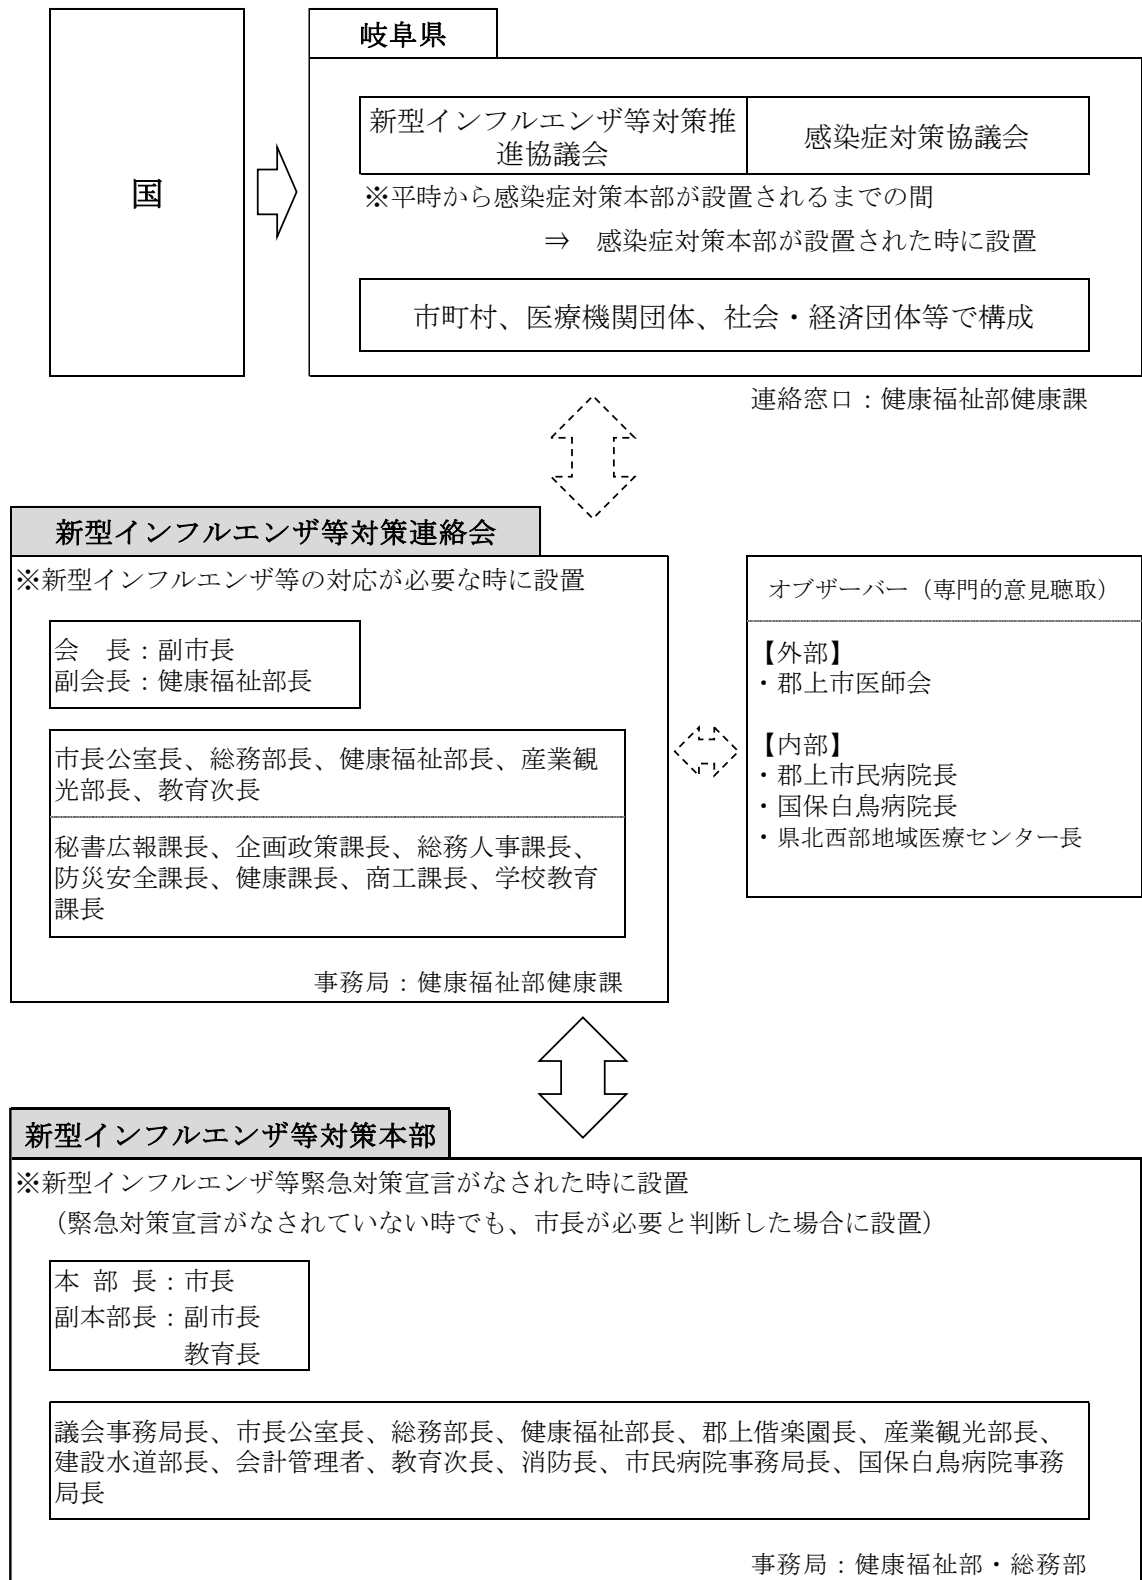 国
岐阜県
新型インフルエンザ等対策推
進協議会
感染症対策協議会
※平時から感染症対策本部が設置されるまでの間
⇒　感染症対策本部が設置された時に設置
市町村、医療機関団体、社会・経済団体等で構成
連絡窓口：健康福祉部健康課
新型インフルエンザ等対策連絡会
※新型インフルエンザ等の対応が必要な時に設置
会　長：副市長
副会長：健康福祉部長
市長公室長、総務部長、健康福祉部長、産業観
光部長、教育次長
秘書広報課長、企画政策課長、総務人事課長、
防災安全課長、健康課長、商工課長、学校教育
課長
事務局：健康福祉部健康課
オブザーバー（専門的意見聴取）
【外部】
・郡上市医師会
【内部】
・郡上市民病院長
・国保白鳥病院長
・県北西部地域医療センター長
新型インフルエンザ等対策本部
※新型インフルエンザ等緊急対策宣言がなされた時に設置
（緊急対策宣言がなされていない時でも、市長が必要と判断した場合に設置）
本 部 長：市長
副本部長：副市長
教育長
議会事務局長、市長公室長、総務部長、健康福祉部長、郡上偕楽園長、産業観光部長、
建設水道部長、会計管理者、教育次長、消防長、市民病院事務局長、国保白鳥病院事務
局長
事務局：健康福祉部・総務部